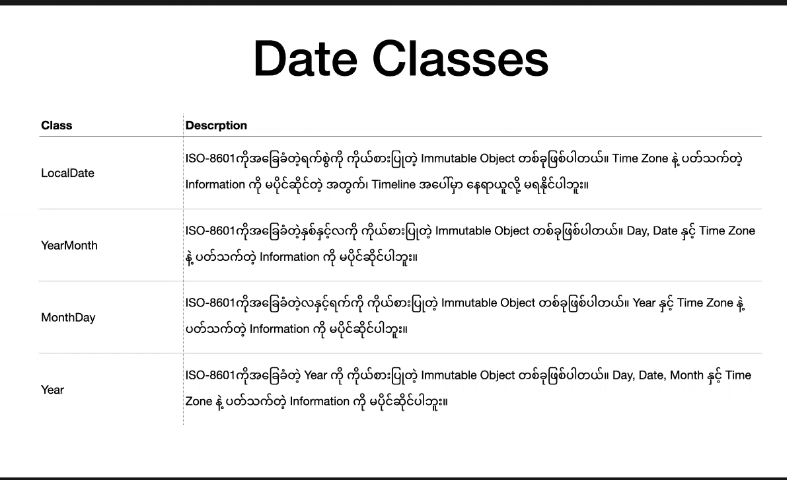 Date Classes
Class Descrption
LocalDate
ISO-8601ကိုအခြေခံတဲ့ရက်စွဲကို ကိုယ်စားပြုတဲ့ Immutable Object တစ်ခုဖြစ်ပါတယ်။ Time Zone နဲ့ ပတ်သက်တဲ့
Information ကို မပိုင်ဆိုင်တဲ့ အတွက်၊ Timeline အပေါ်မှာ နေရာယူလို့ မရနိုင်ပါဘူး။
YearMonth
ISO-8601ကိုအခြေခံတဲ့နှစ်နှင့်လကို ကိုယ်စားပြုတဲ့ Immutable Object တစ်ခုဖြစ်ပါတယ်။ Day, Date နှင့် Time Zone
နဲ့ ပတ်သက်တဲ့ Information ကို မပိုင်ဆိုင်ပါဘူး။
MonthDay
ISO-8601ကိုအခြေခံတဲ့လနှင့်ရက်ကို ကိုယ်စားပြုတဲ့ Immutable Object တစ်ခုဖြစ်ပါတယ်။ Year နှင့် Time Zone နဲ့
ပတ်သက်တဲ့ Information ကို မပိုင်ဆိုင်ပါဘူး။
Year
ISO-8601ကိုအခြေခံတဲ့ Year ကို ကိုယ်စားပြုတဲ့ Immutable Object တစ်ခုဖြစ်ပါတယ်။ Day, Date, Month နှင့် Time
Zone နဲ့ ပတ်သက်တဲ့ Information ကို မပိုင်ဆိုင်ပါဘူး။